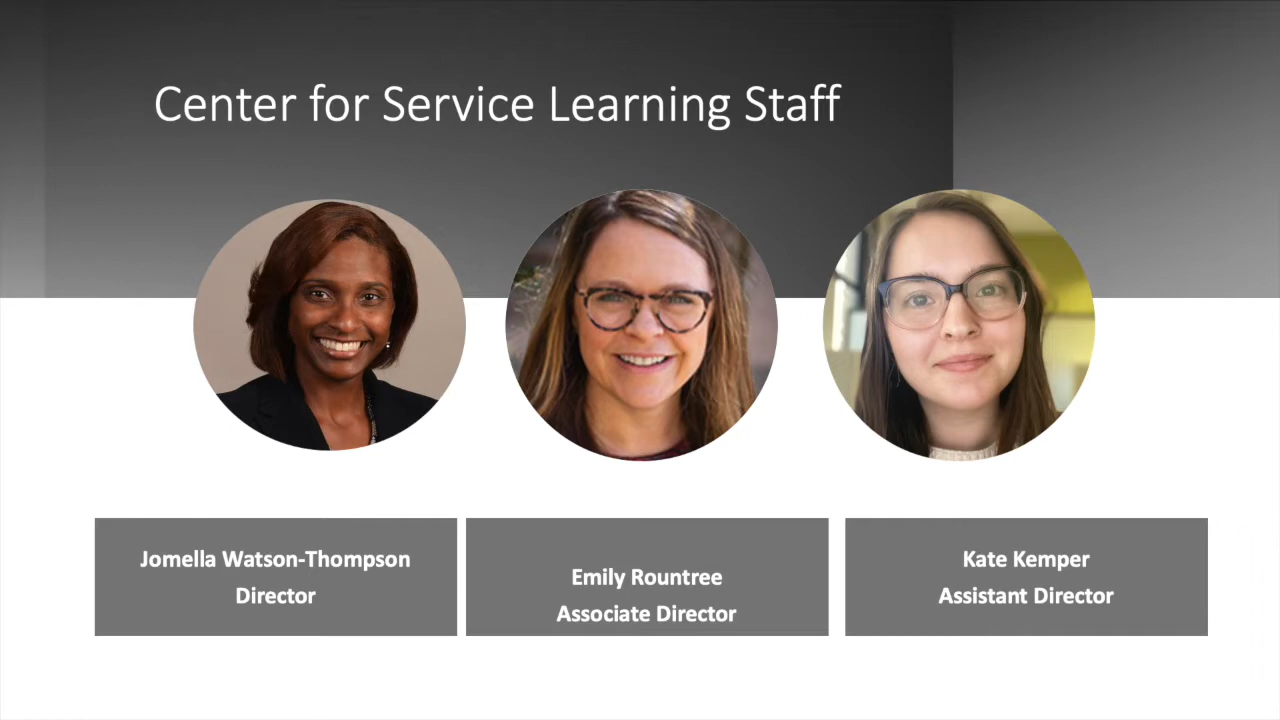 Center for Service Learning Staff
Jomella Watson-Thompson
Director
Emily Rountree
Associate Director
Kate Kemper
Assistant Director